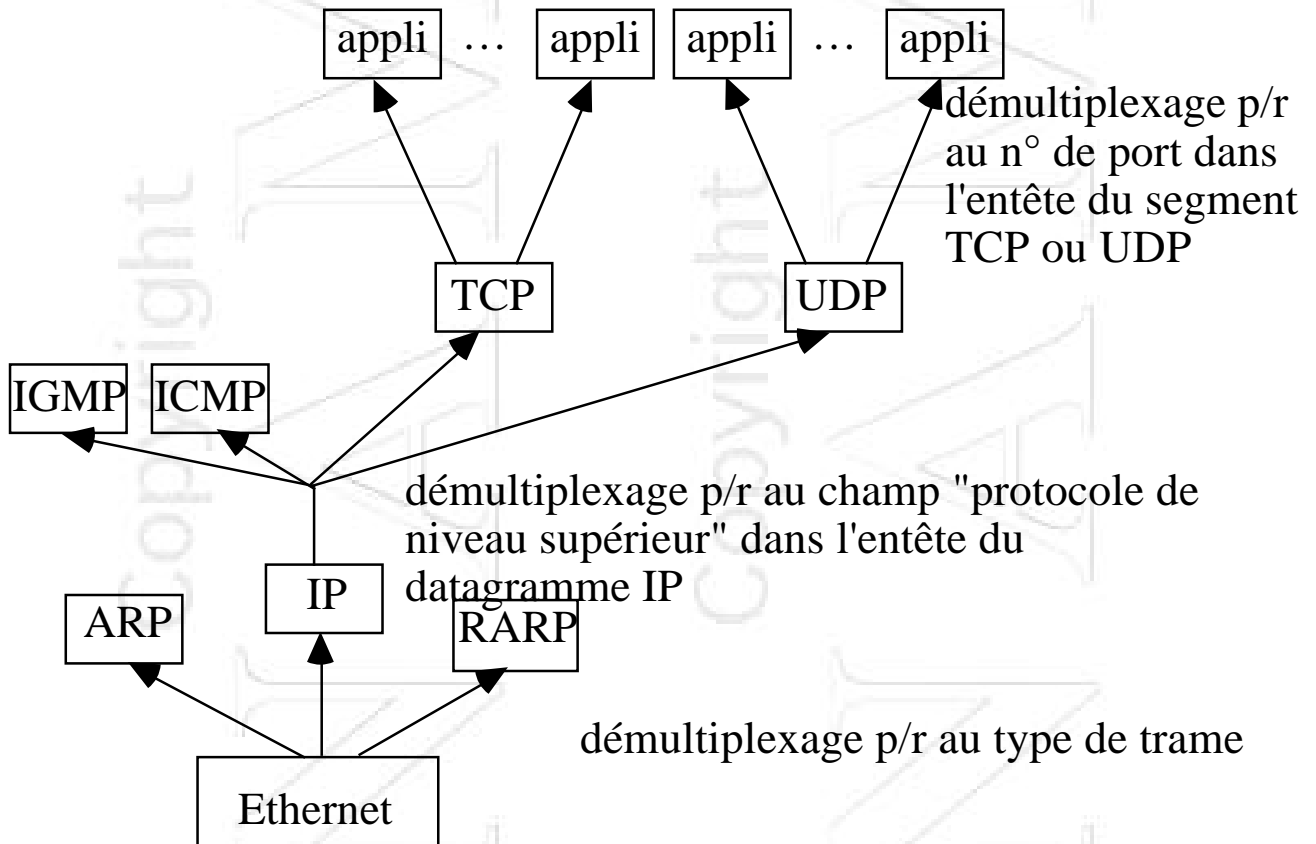 appli ... appli appli ... appli
démultiplexage p/r
au n° de port dans
l'entête du segment
TCP ou UDP
TCP UDP
IGMP ICMP
démultiplexage p/r au champ "protocole de
niveau supérieur" dans l'entête du
datagramme IP
IP
ARP RARP
démultiplexage p/r au type de trame
Ethernet
Copyright
Copyright